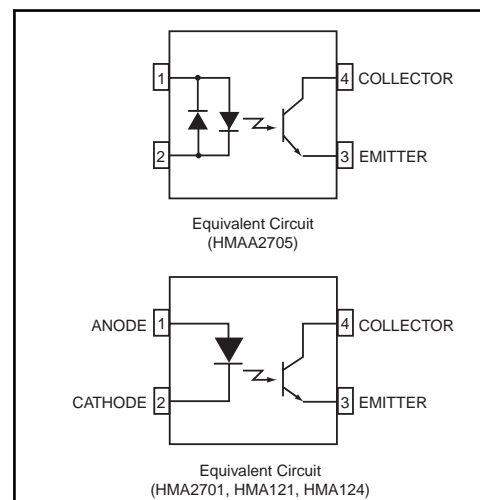 1
4 COLLECTOR
2
3 EMITTER
Equivalent Circuit
(HMAA2705)
ANODE 1
4 COLLECTOR
CATHODE 2
3 EMITTER
Equivalent Circuit
(HMA2701, HMA121, HMA124)